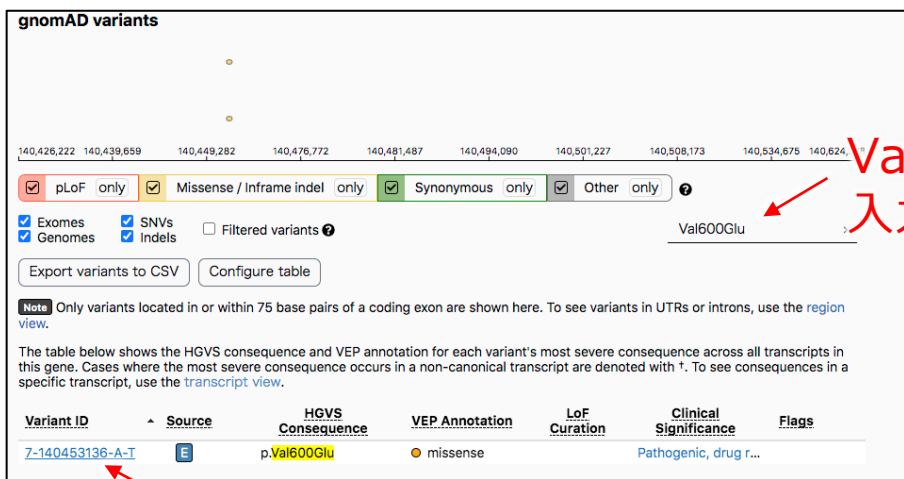 gnomAD variants
140,426,222 140,439,659 140,449,282 140,476,772 140,481,487 140,494,090 140,501,227 140,508,173 140,534,675 140,624,
Va
pLoF only Missense / Inframe indel only Synonymous only Other only
入
Exomes SNVs Filtered variants Val600Glu
Genomes Indels
Export variants to CSV Configure table
Note Only variants located in or within 75 base pairs of a coding exon are shown here. To see variants in UTRs or introns, use the region
view.
The table below shows the HGVS consequence and VEP annotation for each variant's most severe consequence across all transcripts in
this gene. Cases where the most severe consequence occurs in a non-canonical transcript are denoted with †. To see consequences in a
specific transcript, use the transcript view.
Variant ID Source HGVS Consequence VEP Annotation LoF Curation Clinical Significance Flags
7-140453136-A-T E p.Val600Glu missense Pathogenic, drug r...